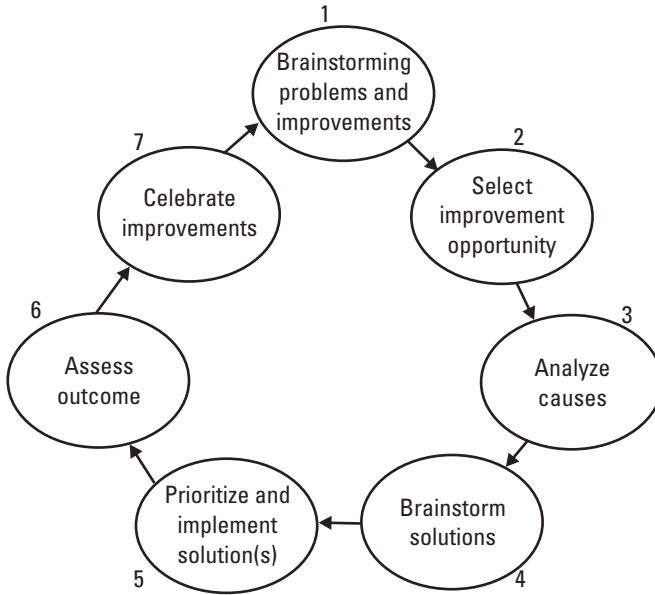 1
Brainstorming
problems and
improvements
2
Select
improvement
opportunity
3
Analyze
causes
4
Brainstorm
solutions
5
Prioritize and
implement
solution(s)
6
Assess
outcome
7
Celebrate
improvements